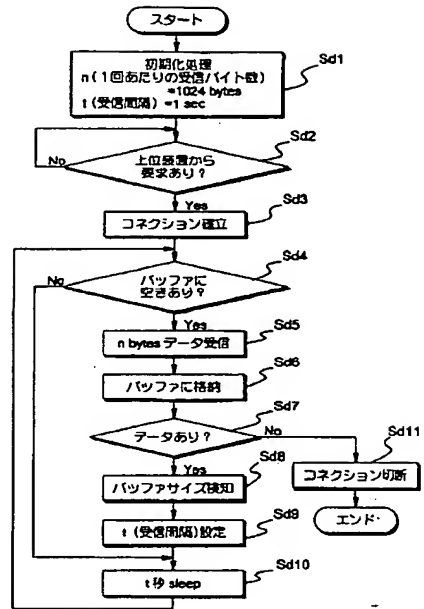 スタート
初期化処理
n(1回あたりの受信バイト数)
=1024 bytes
t(受信間隔)=1 sec
Sd1
Sd2
No
上位装置から
要求あり?
Yes
Sd3
コネクション確立
Sd4
No
バッファに
空きあり?
Yes
Sd5
n bytes データ受信
Sd6
バッファに格納
Sd7
データあり?
No
Yes
Sd8
Sd11
バッファサイズ検知
コネクション切断
Sd9
t(受信間隔)設定
エンド
Sd10
t 秒 sleep